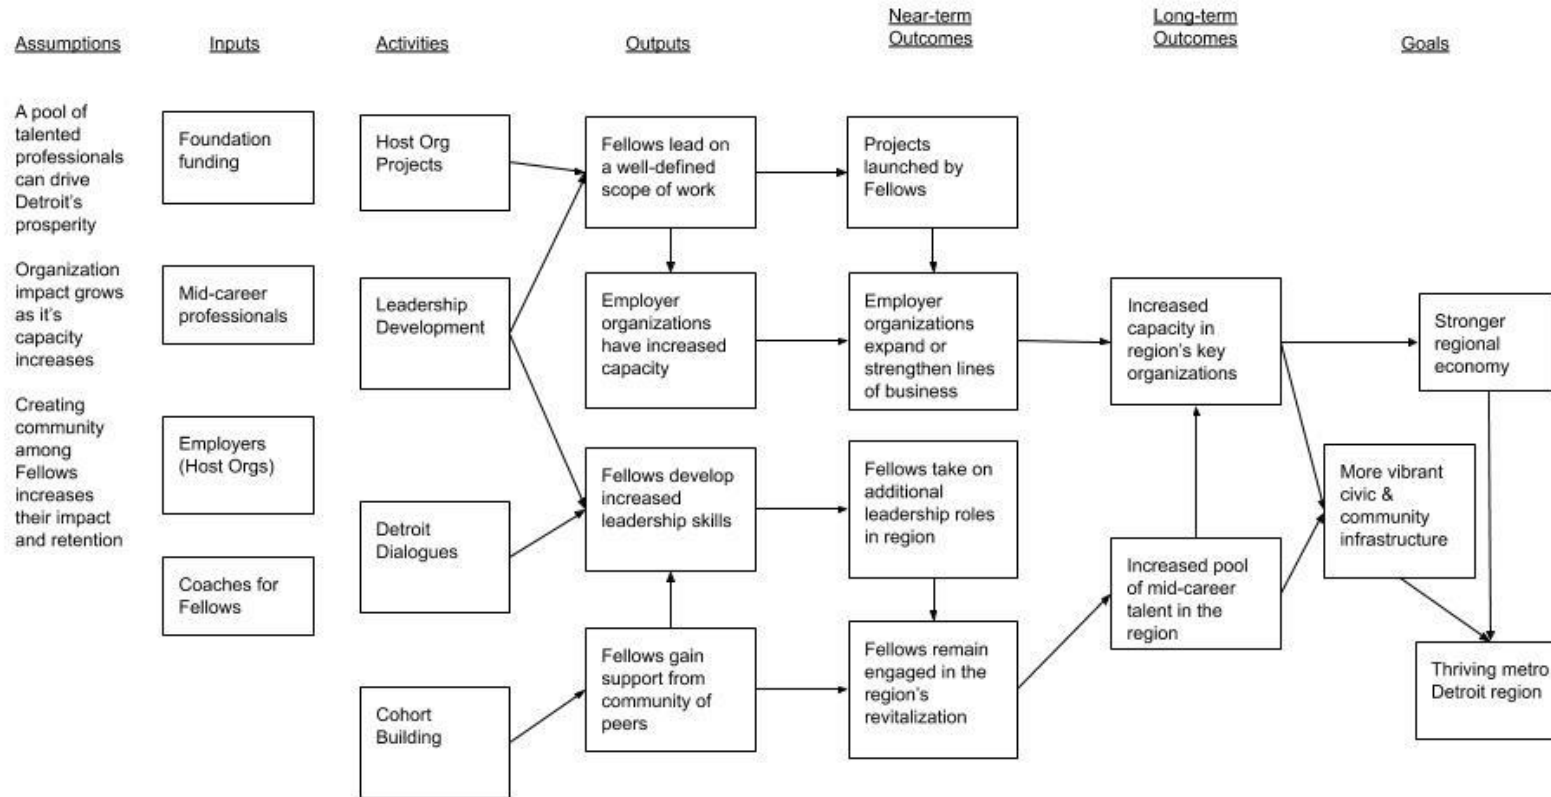 Assumptions
Inputs
Activities
Outputs
Near-term
Outcomes
Long-term
Outcomes
Goals
A pool of
talented
professionals
can drive
Detroit's
prosperity
Organization
impact grows
as it's
capacity
increases
Creating
community
among
Fellows
increases
their impact
and retention
Foundation
funding
Mid-career
professionals
Employers
(Host Orgs)
Coaches for
Fellows
Host Org
Projects
Leadership
Development
Detroit
Dialogues
Cohort
Building
Fellows lead on
a well-defined
scope of work
Employer
organizations
have increased
capacity
Fellows develop
increased
leadership skills
Fellows gain
support from
community of
peers
Projects
launched by
Fellows
Employer
organizations
expand or
strengthen lines
of business
Fellows take on
additional
leadership roles
in region
Fellows remain
engaged in the
region's
revitalization
Increased
capacity in
region's key
organizations
Increased pool
of mid-career
talent in the
region
Stronger
regional
economy
More vibrant
civic &
community
infrastructure
Thriving metro
Detroit region